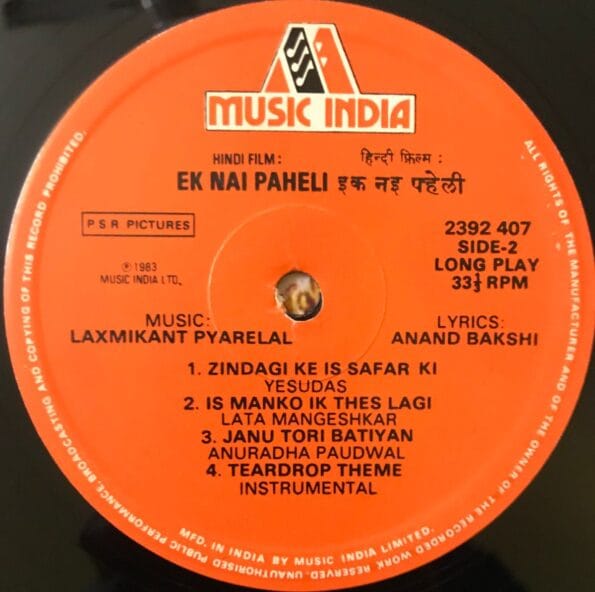 MUSIC INDIA
HINDI FILM : हिन्दी फ़िल्म :
EK NAI PAHELI इक नइ पहेली
P S R PICTURES
℗ 1983
MUSIC INDIA LTD.
2392 407
SIDE-2
LONG PLAY
33⅓ RPM
MUSIC:
LAXMIKANT PYARELAL
LYRICS:
ANAND BAKSHI
1. ZINDAGI KE IS SAFAR KI
YESUDAS
2. IS MANKO IK THES LAGI
LATA MANGESHKAR
3. JANU TORI BATIYAN
ANURADHA PAUDWAL
4. TEARDROP THEME
INSTRUMENTAL
MFD. IN INDIA BY MUSIC INDIA LIMITED.
ALL RIGHTS OF THE MANUFACTURER AND OF THE OWNER OF THE RECORDED WORK RESERVED. UNAUTHORISED PUBLIC PERFORMANCE, BROADCASTING AND COPYING OF THIS RECORD PROHIBITED.